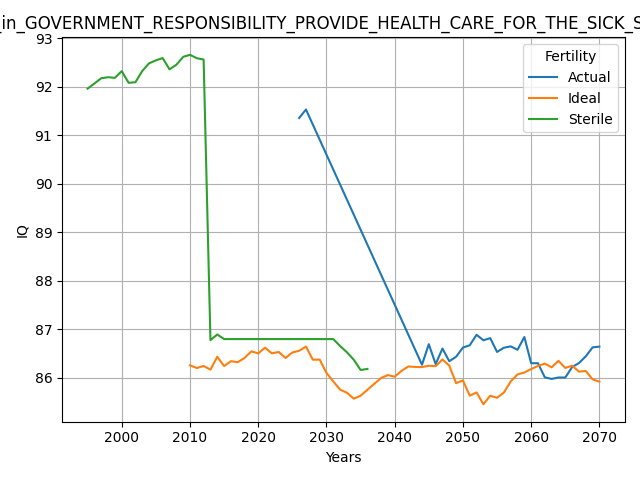 _in_GOVERNMENT_RESPONSIBILITY_PROVIDE_HEALTH_CARE_FOR_THE_SICK_S
93
92
91
90
89
88
87
86
IQ
Fertility
Actual
Ideal
Sterile
2000 2010 2020 2030 2040 2050 2060 2070
Years